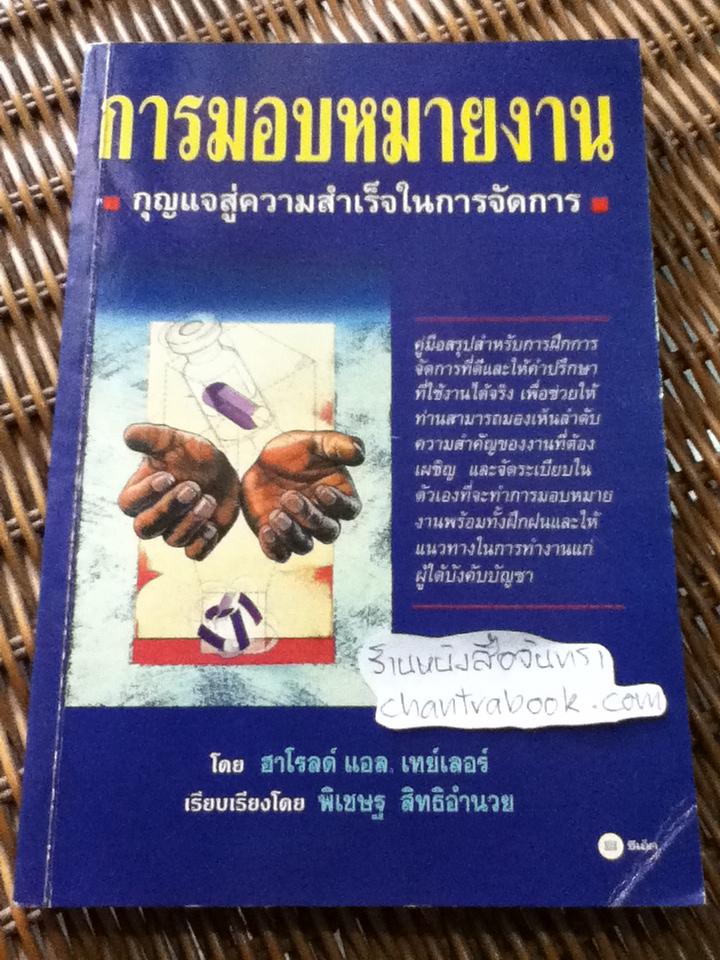 การมอบหมายงาน
กุญแจสู่ความสำเร็จในการจัดการ
คู่มือสรุปสำหรับการฝึกการ
จัดการที่ดีและให้คำปรึกษา
ที่ใช้งานได้จริง เพื่อช่วยให้
ท่านสามารถมองเห็นลำดับ
ความสำคัญของงานที่ต้อง
เผชิญ และจัดระเบียบใน
ตัวเองที่จะทำการมอบหมาย
งานพร้อมทั้งฝึกฝนและให้
แนวทางในการทำงานแก่
ผู้ใต้บังคับบัญชา
ร้านหนังสือจันทรา
chantrabook.com
โดย ฮาโรลด์ แอล. เทย์เลอร์
เรียบเรียงโดย พิเชษฐ สิทธิอำนวย
ซีเอ็ด